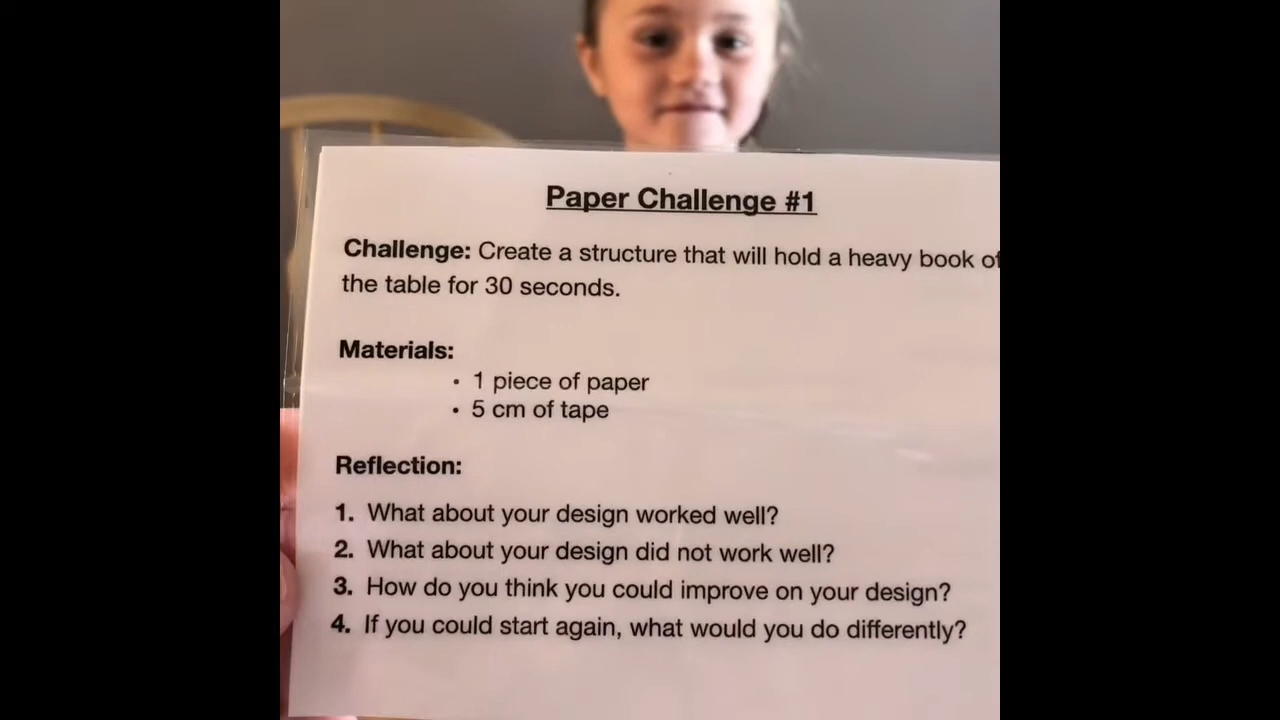 Paper Challenge #1
Challenge: Create a structure that will hold a heavy book of
the table for 30 seconds.
Materials:
• 1 piece of paper
• 5 cm of tape
Reflection:
1. What about your design worked well?
2. What about your design did not work well?
3. How do you think you could improve on your design?
4. If you could start again, what would you do differently?